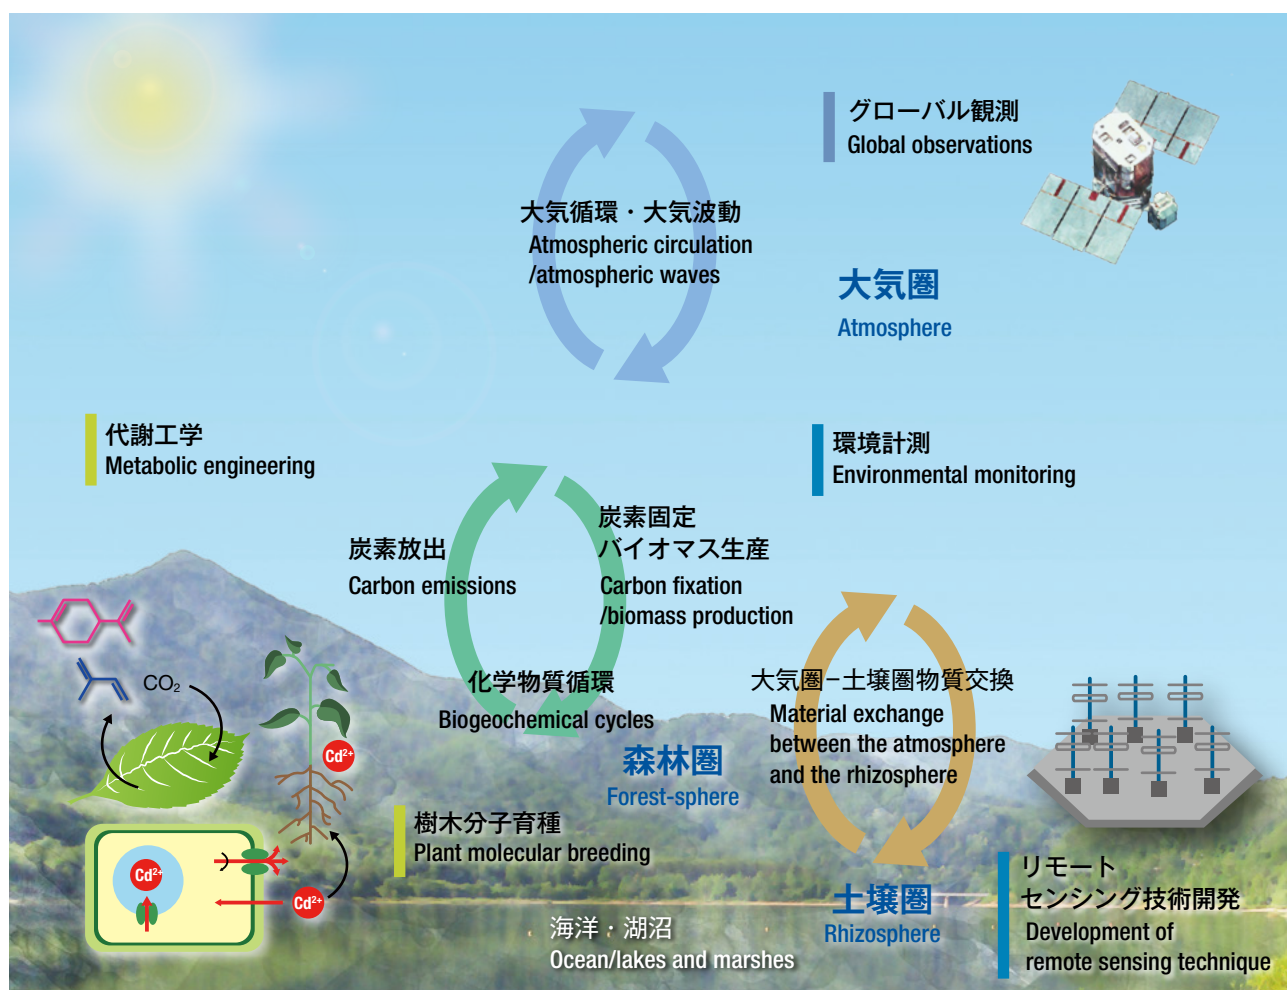 グローバル観測
Global observations
大気循環・大気波動
Atmospheric circulation
/atmospheric waves
大気圏
Atmosphere
代謝工学
Metabolic engineering
環境計測
Environmental monitoring
炭素放出
Carbon emissions
炭素固定
バイオマス生産
Carbon fixation
/biomass production
化学物質循環
Biogeochemical cycles
大気圏−土壌圏物質交換
Material exchange
between the atmosphere
and the rhizosphere
CO₂
Cd²⁺
森林圏
Forest-sphere
樹木分子育種
Plant molecular breeding
Cd²⁺
Cd²⁺
土壌圏
Rhizosphere
海洋・湖沼
Ocean/lakes and marshes
リモート
センシング技術開発
Development of
remote sensing technique